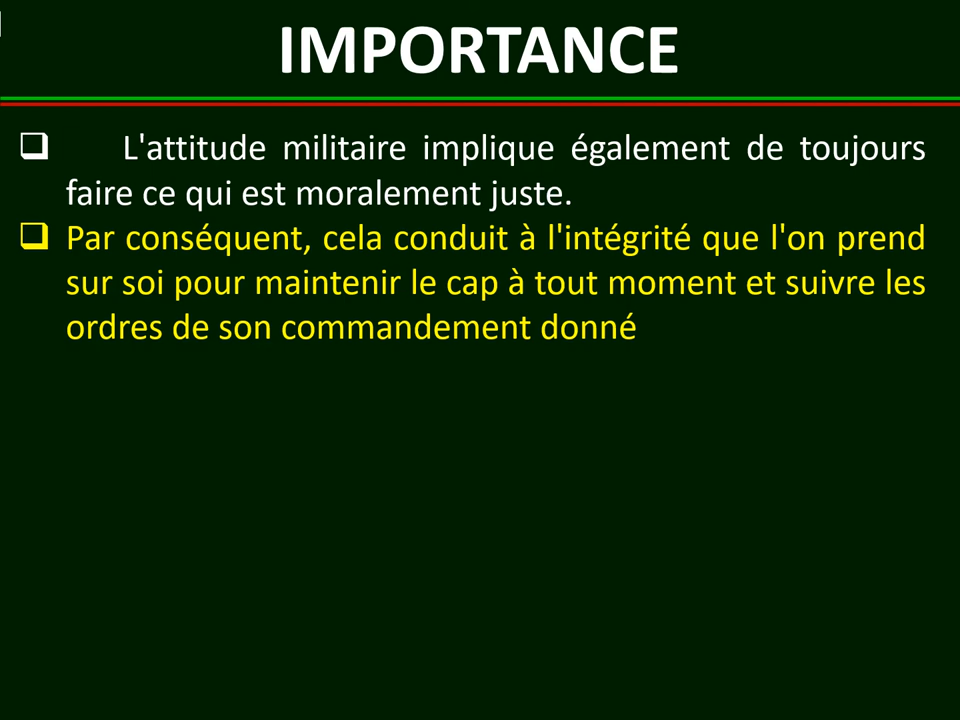 IMPORTANCE
L'attitude militaire implique également de toujours
faire ce qui est moralement juste.
Par conséquent, cela conduit à l'intégrité que l'on prend
sur soi pour maintenir le cap à tout moment et suivre les
ordres de son commandement donné